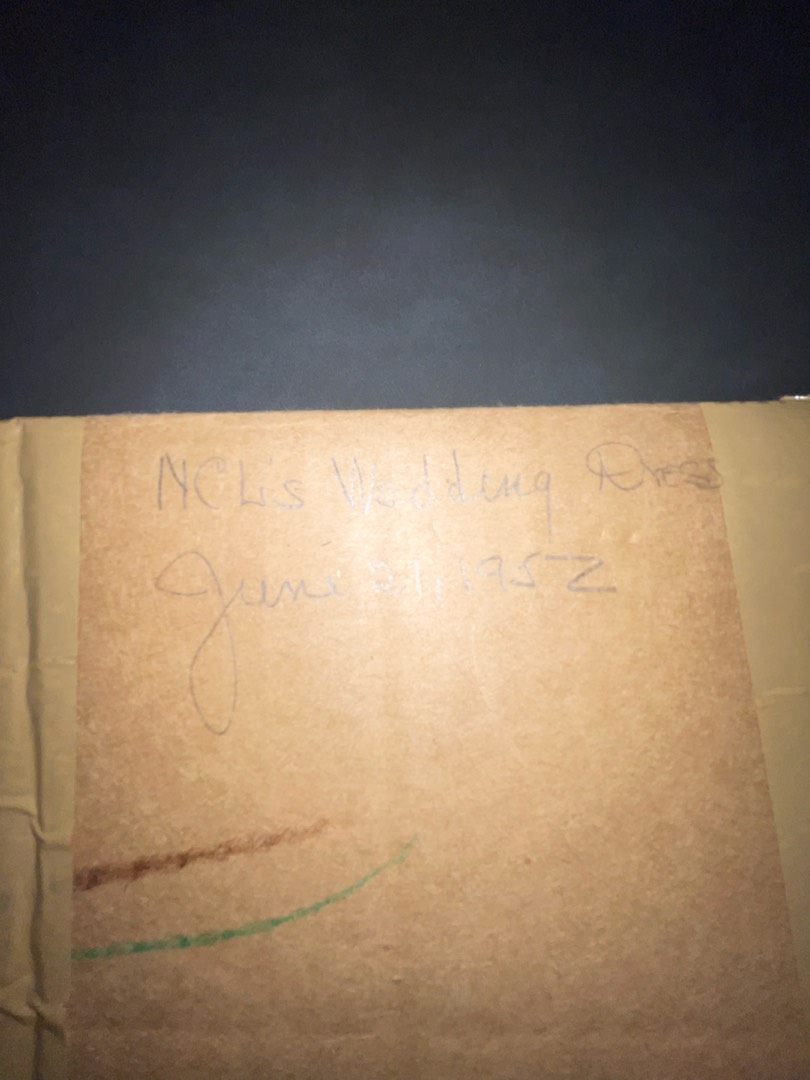 NCL's Wedding Dress
June 21, 1952